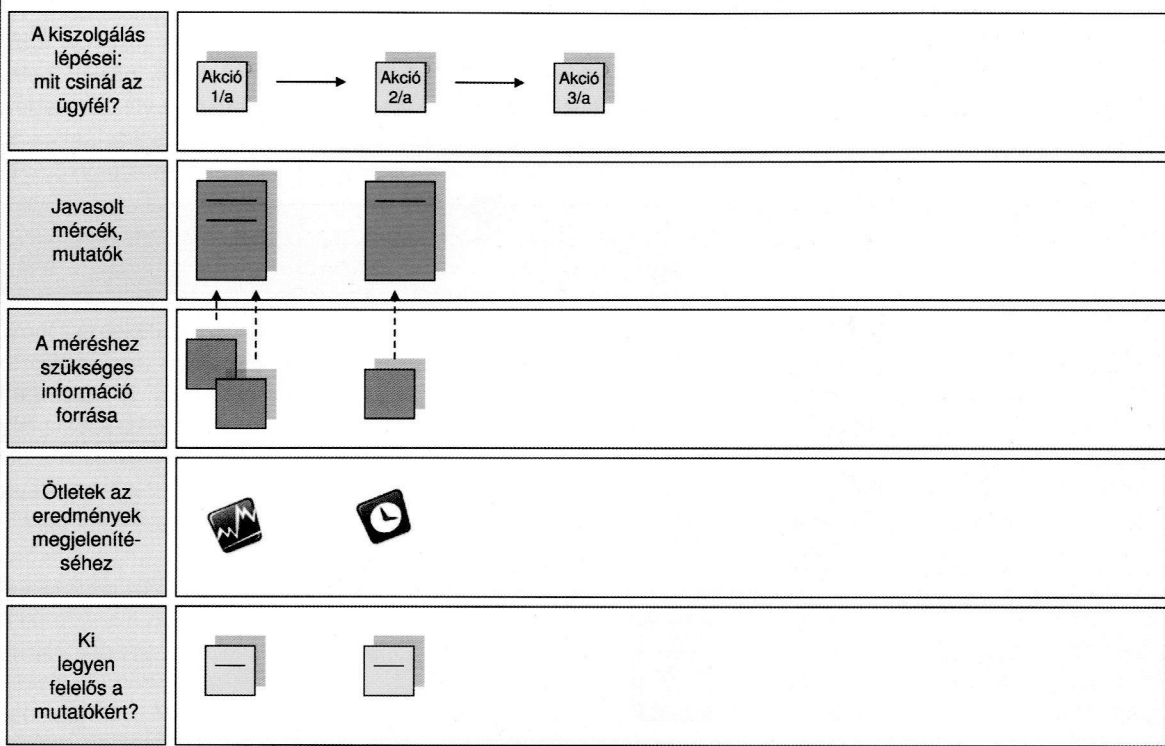 A kiszolgálás
lépései:
mit csinál az
ügyfél?
Akció
1/a
Akció
2/a
Akció
3/a
Javasolt
mércék,
mutatók
A méréshez
szükséges
információ
forrása
Ötletek az
eredmények
megjeleníté-
séhez
Ki
legyen
felelős a
mutatókért?